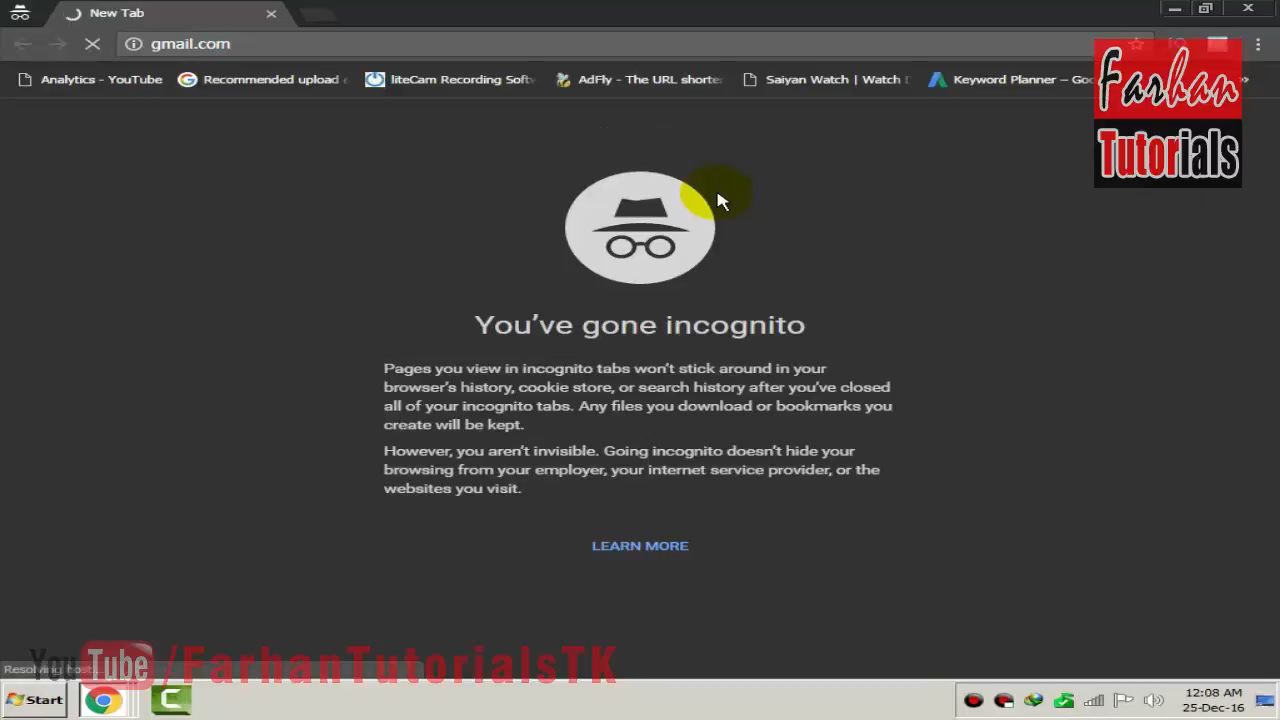 New Tab
gmail.com
Analytics - YouTube
Recommended upload e
liteCam Recording Softw
AdFly - The URL shorte
Saiyan Watch | Watch D
Keyword Planner – Goo
»
Farhan
Tutorials
You've gone incognito
Pages you view in incognito tabs won't stick around in your
browser's history, cookie store, or search history after you've closed
all of your incognito tabs. Any files you download or bookmarks you
create will be kept.
However, you aren't invisible. Going incognito doesn't hide your
browsing from your employer, your internet service provider, or the
websites you visit.
LEARN MORE
YouTube /FarhanTutorialsTK
Resolving host...
Start
12:08 AM
25-Dec-16